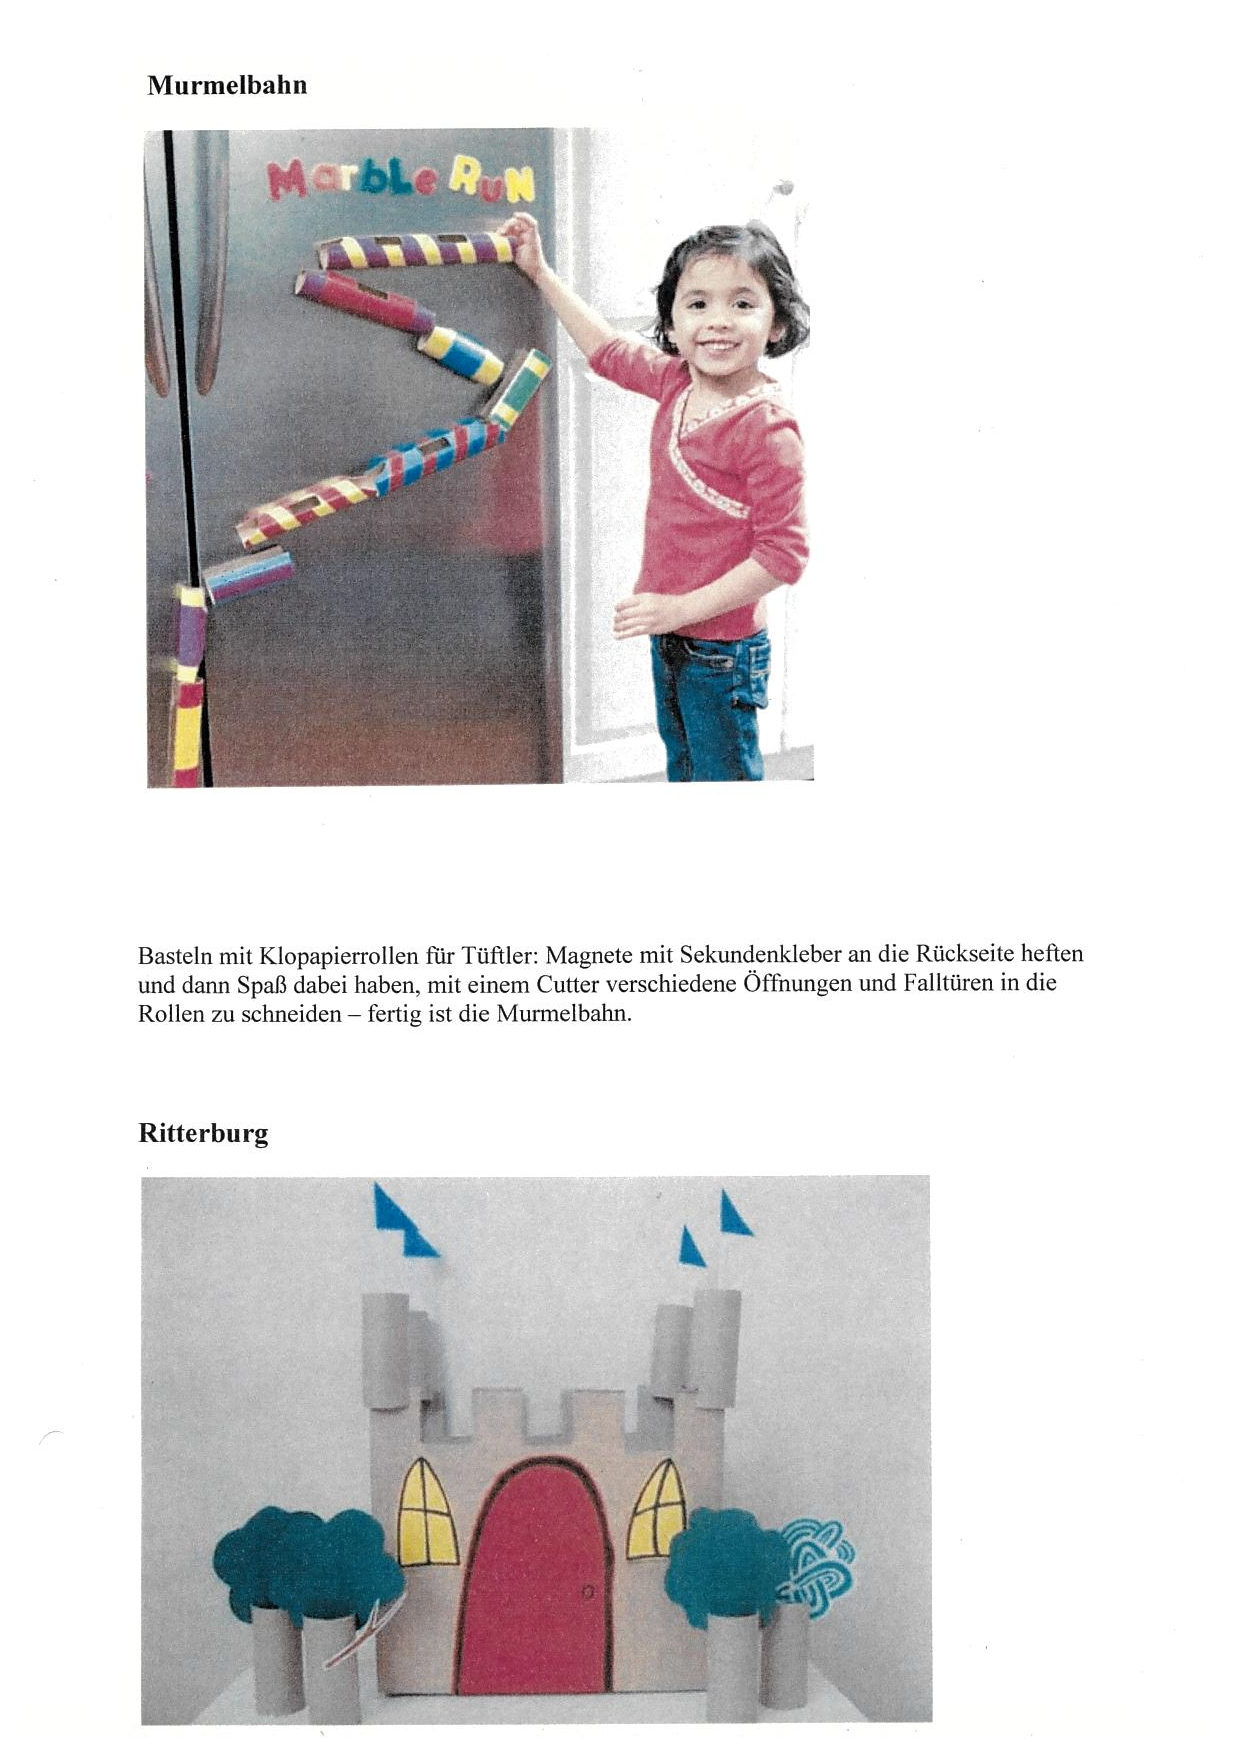 Murmelbahn
Marble Run
Basteln mit Klopapierrollen für Tüftler: Magnete mit Sekundenkleber an die Rückseite heften
und dann Spaß dabei haben, mit einem Cutter verschiedene Öffnungen und Falltüren in die
Rollen zu schneiden – fertig ist die Murmelbahn.
Ritterburg